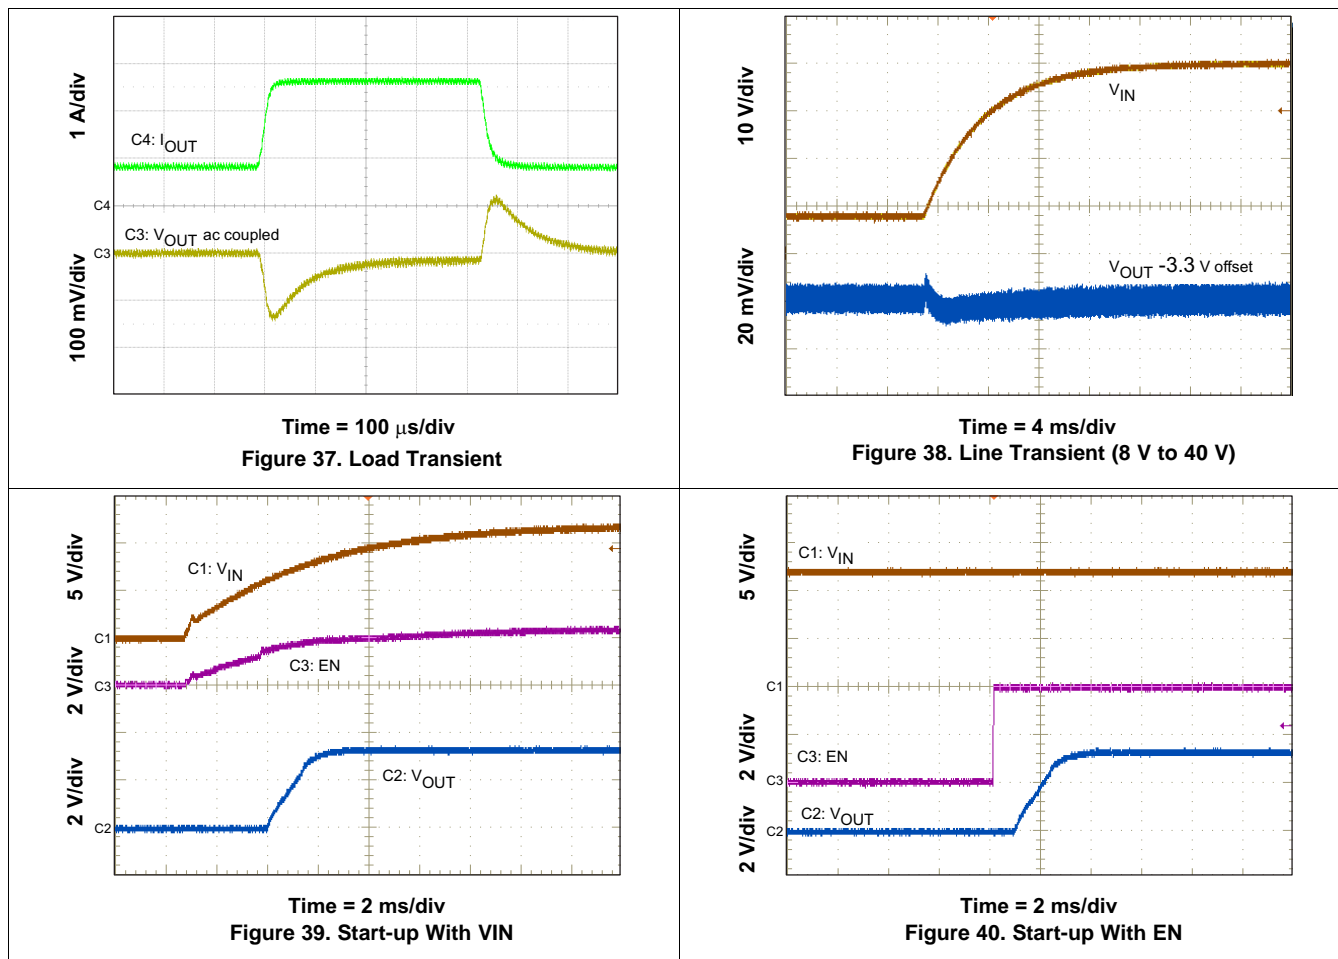 1 A/div
C4: IOUT
C4
C3: VOUT ac coupled
C3
100 mV/div
Time = 100 µs/div
Figure 37. Load Transient
10 V/div
VIN
VOUT -3.3 V offset
20 mV/div
Time = 4 ms/div
Figure 38. Line Transient (8 V to 40 V)
5 V/div
C1: VIN
C1
2 V/div
C3: EN
C3
2 V/div
C2: VOUT
C2
Time = 2 ms/div
Figure 39. Start-up With VIN
5 V/div
C1: VIN
C1
2 V/div
C3: EN
C3
2 V/div
C2: VOUT
C2
Time = 2 ms/div
Figure 40. Start-up With EN